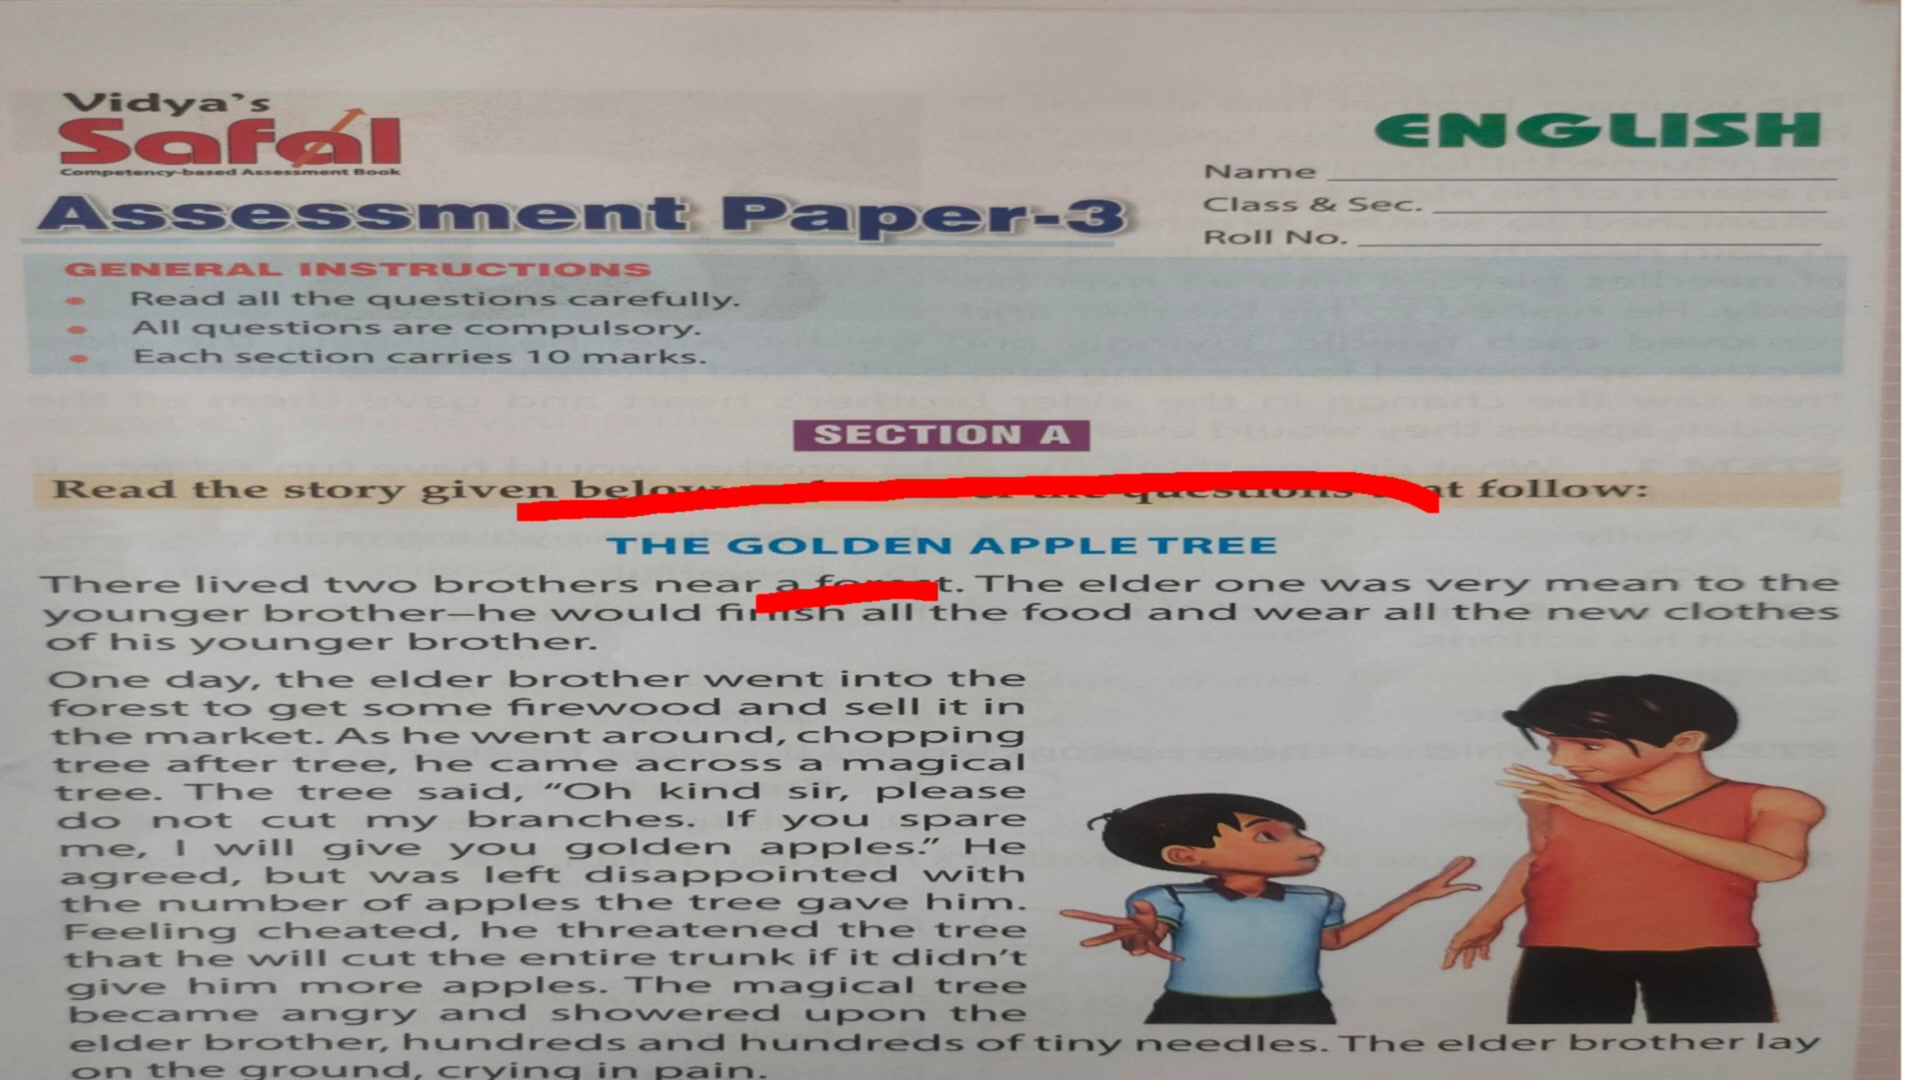 Vidya's
Safal
Competency-based Assessment Book
ENGLISH
Name
Class & Sec.
Roll No.
Assessment Paper-3
GENERAL INSTRUCTIONS
• Read all the questions carefully.
• All questions are compulsory.
• Each section carries 10 marks.
SECTION A
Read the story given below questions that follow:
THE GOLDEN APPLE TREE
There lived two brothers near a forest. The elder one was very mean to the
younger brother—he would finish all the food and wear all the new clothes
of his younger brother.
One day, the elder brother went into the
forest to get some firewood and sell it in
the market. As he went around, chopping
tree after tree, he came across a magical
tree. The tree said, “Oh kind sir, please
do not cut my branches. If you spare
me, I will give you golden apples.” He
agreed, but was left disappointed with
the number of apples the tree gave him.
Feeling cheated, he threatened the tree
that he will cut the entire trunk if it didn’t
give him more apples. The magical tree
became angry and showered upon the
elder brother, hundreds and hundreds of tiny needles. The elder brother lay
on the ground, crying in pain.